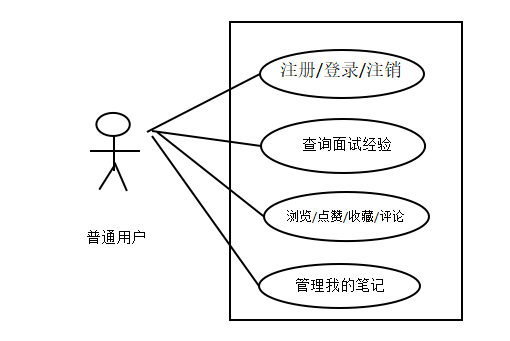 注册/登录/注销
查询面试经验
浏览/点赞/收藏/评论
普通用户
管理我的笔记